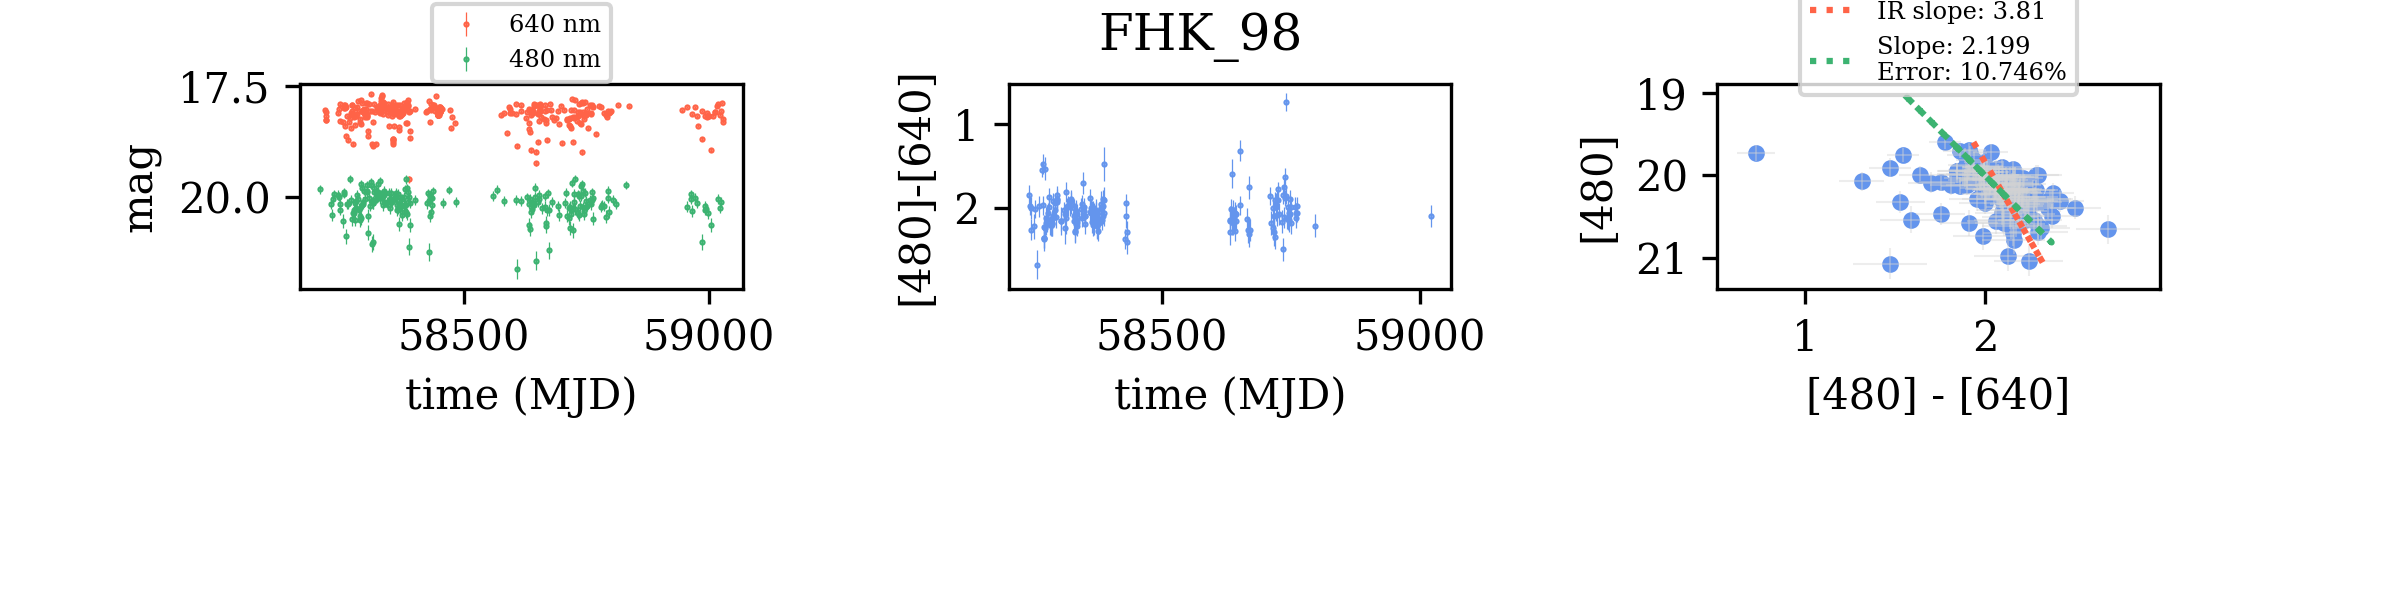 FHK_98
640 nm
480 nm
17.5
20.0
mag
58500
59000
time (MJD)
1
2
[480]-[640]
58500
59000
time (MJD)
IR slope: 3.81
Slope: 2.199
Error: 10.746%
19
20
21
[480]
1
2
[480] - [640]